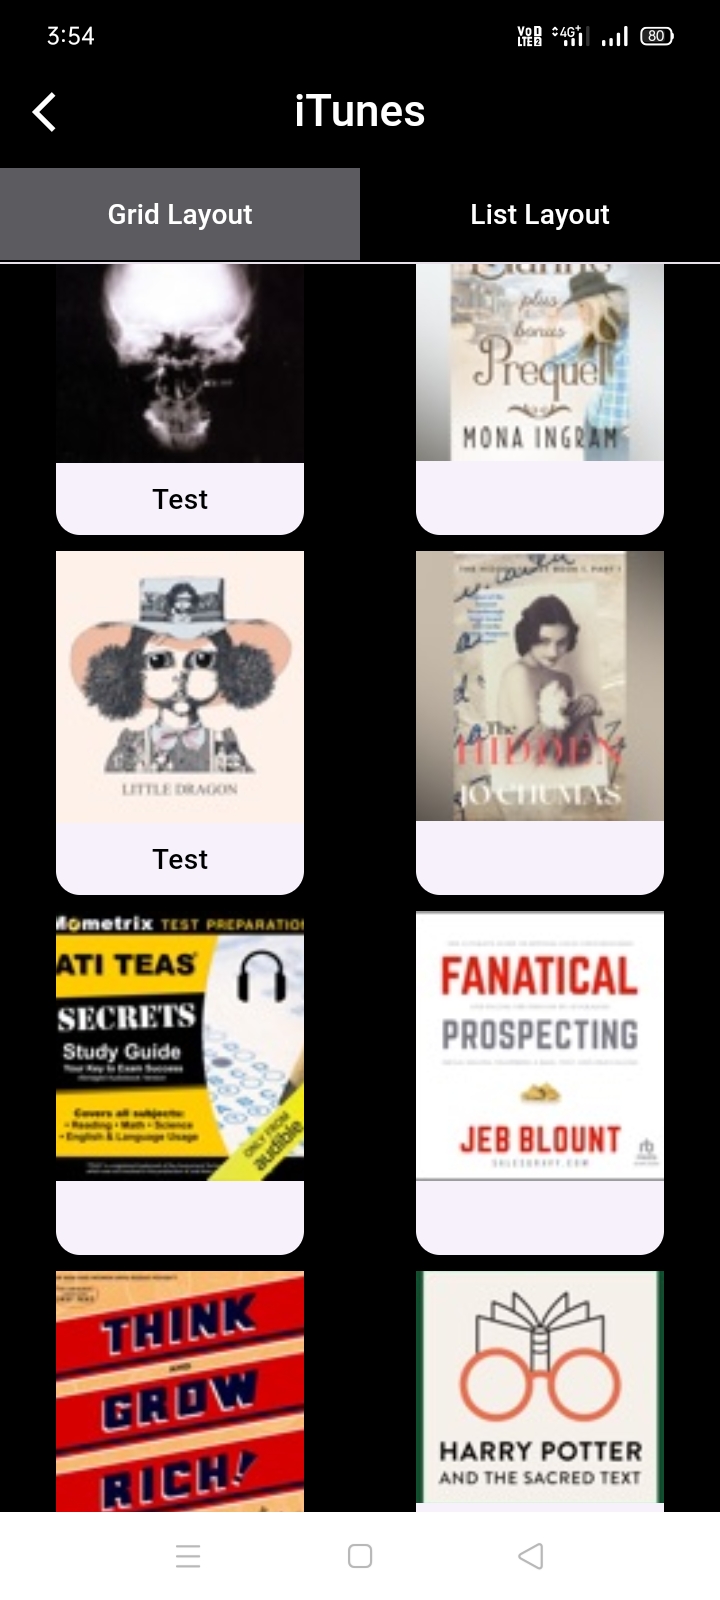 3:54
VoD
LTE2
4G+
80
iTunes
Grid Layout
List Layout
plus
bonus
Prequel
MONA INGRAM
Test
The
HIDDEN
JO CHUMAS
LITTLE DRAGON
Test
Mometrix TEST PREPARATION
ATI TEAS
SECRETS
Study Guide
Your Key to Exam Success
Covers all subjects:
• Reading • Math • Science
• English & Language Usage
ONLY FROM
audible
FANATICAL
PROSPECTING
JEB BLOUNT
SALESGRAVY.COM
rb
THINK
AND
GROW
RICH!
HARRY POTTER
AND THE SACRED TEXT